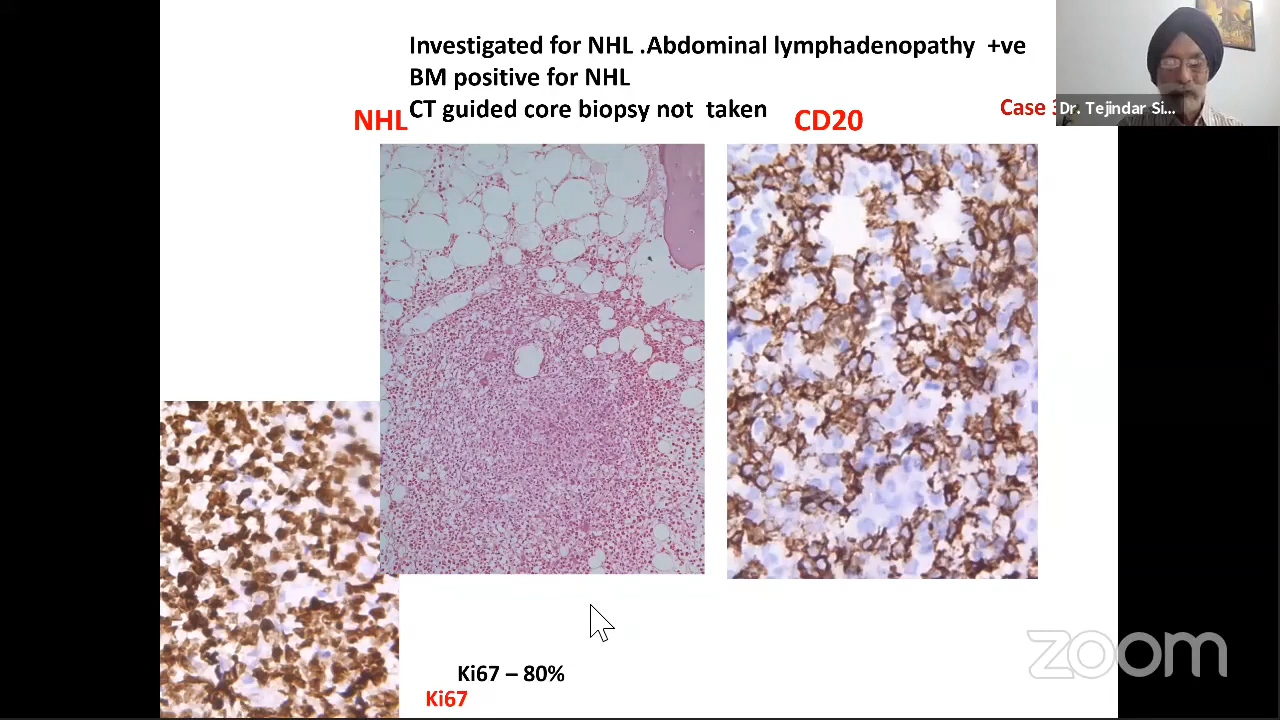 Investigated for NHL .Abdominal lymphadenopathy +ve
BM positive for NHL
CT guided core biopsy not taken
NHL
CD20
Case
Dr. Tejindar Si...
Ki67 – 80%
Ki67
zoom